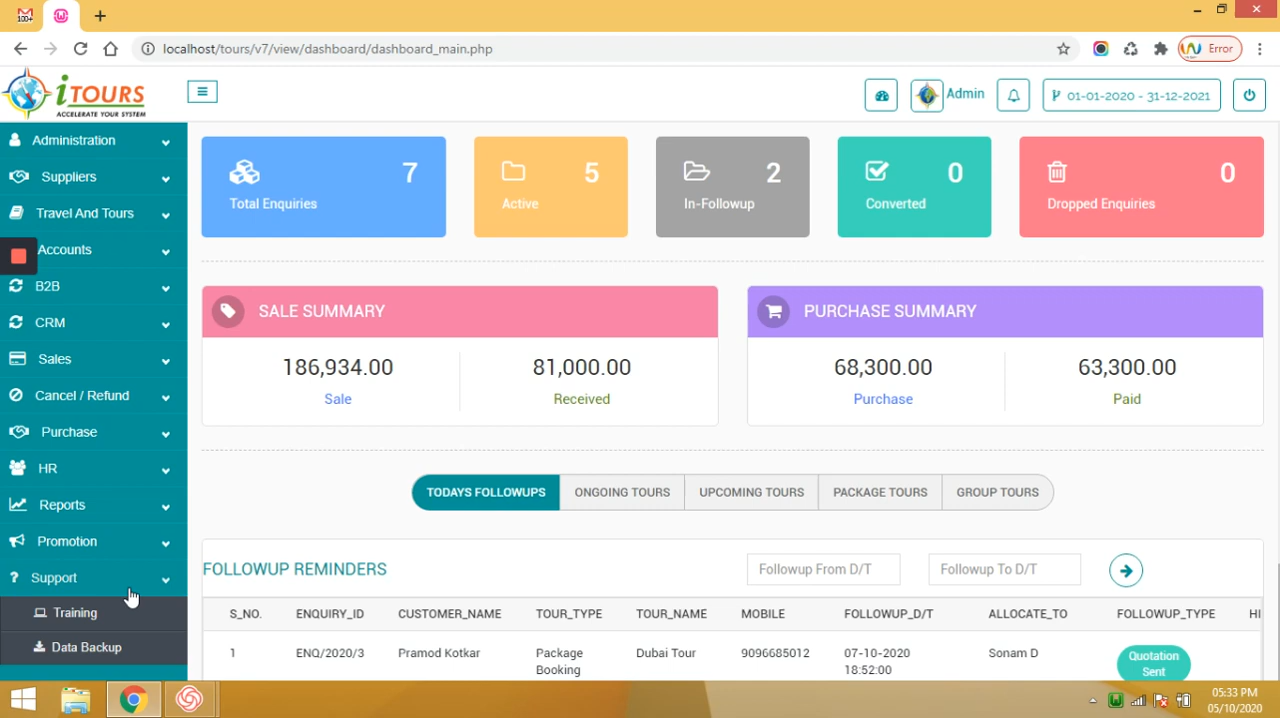 100+
+
localhost/tours/v7/view/dashboard/dashboard_main.php
Error
iTOURS
ACCELERATE YOUR SYSTEM
Admin
01-01-2020 - 31-12-2021
Administration
Suppliers
Travel And Tours
Accounts
B2B
CRM
Sales
Cancel / Refund
Purchase
HR
Reports
Promotion
? Support
Training
Data Backup
7
Total Enquiries
5
Active
2
In-Followup
0
Converted
0
Dropped Enquiries
SALE SUMMARY
186,934.00 81,000.00
Sale Received
PURCHASE SUMMARY
68,300.00 63,300.00
Purchase Paid
TODAYS FOLLOWUPS ONGOING TOURS UPCOMING TOURS PACKAGE TOURS GROUP TOURS
FOLLOWUP REMINDERS Followup From D/T Followup To D/T
S_NO. ENQUIRY_ID CUSTOMER_NAME TOUR_TYPE TOUR_NAME MOBILE FOLLOWUP_D/T ALLOCATE_TO FOLLOWUP_TYPE HI
1 ENQ/2020/3 Pramod Kotkar Package Dubai Tour 9096685012 07-10-2020 Sonam D Quotation
Booking 18:52:00 Sent
05:33 PM
05/10/2020